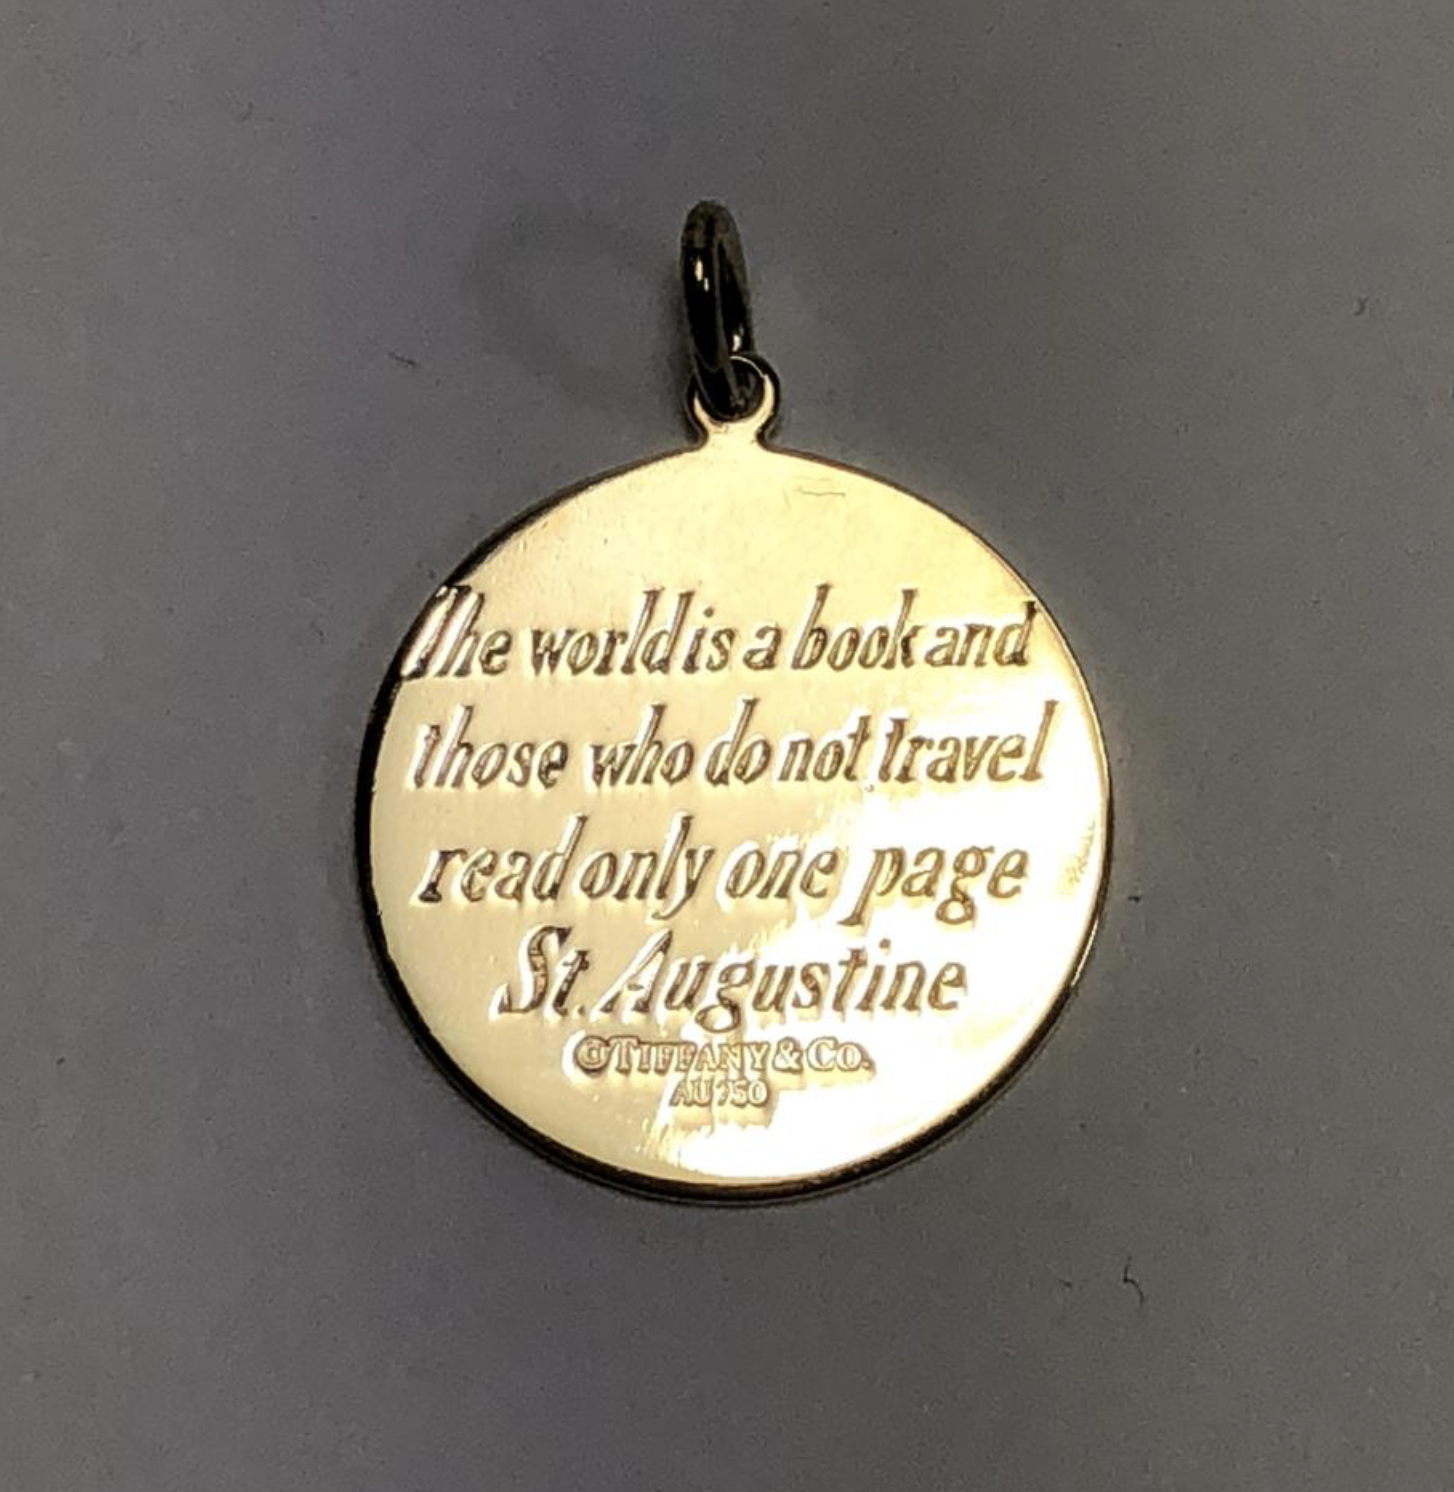 The world is a book and
those who do not travel
read only one page
St. Augustine
©TIFFANY & CO.
AU 750